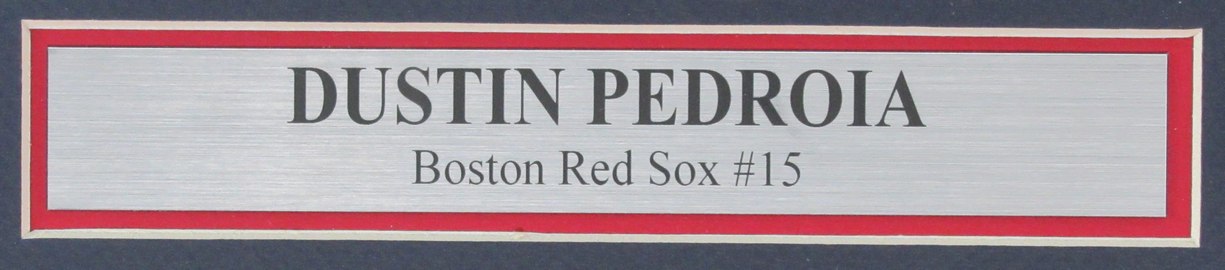 DUSTIN PEDROIA
Boston Red Sox #15